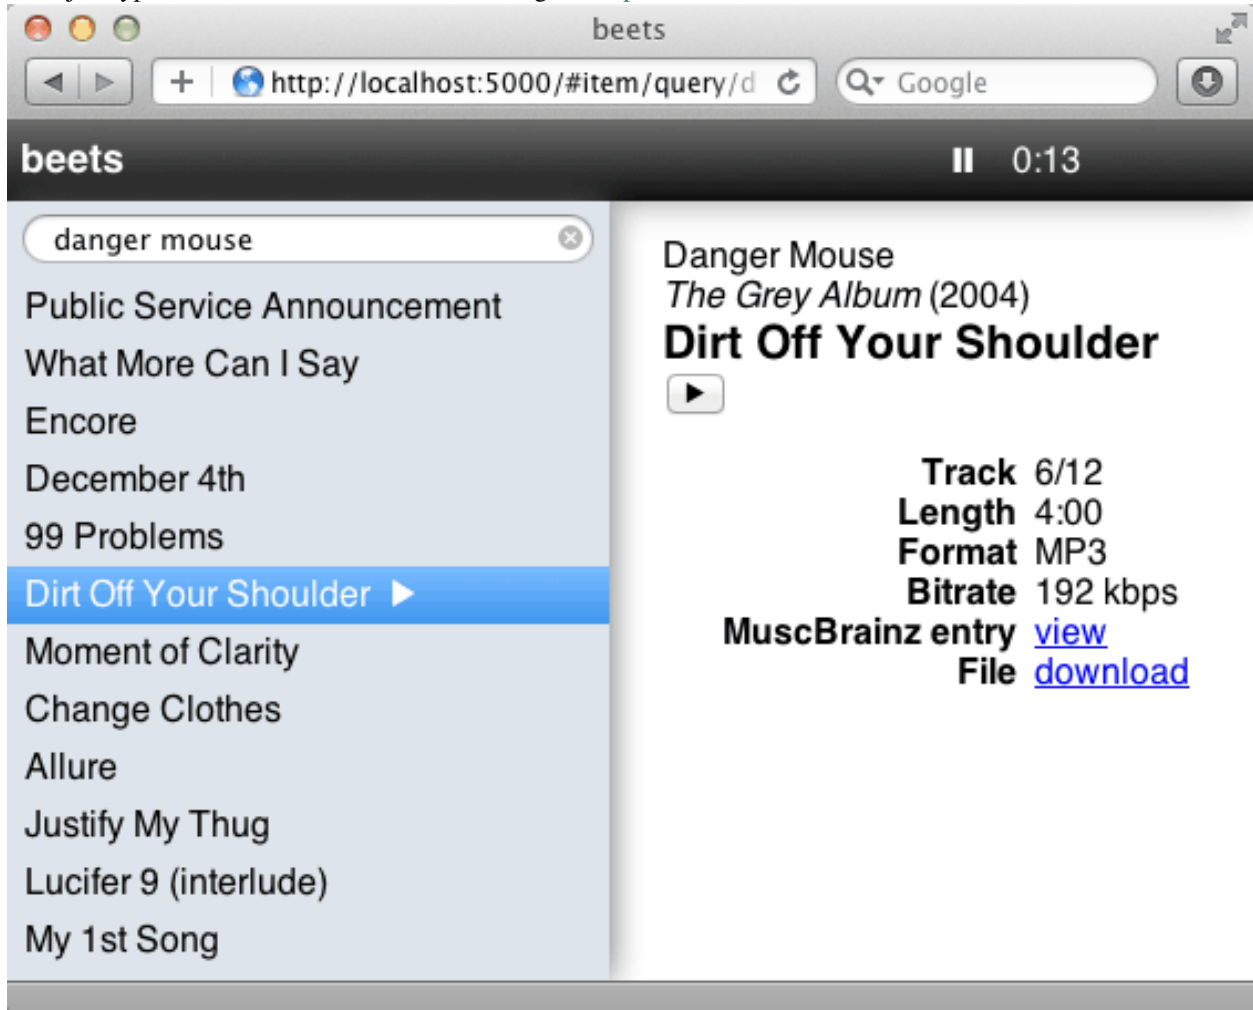 beets
http://localhost:5000/#item/query/d
Google
beets
0:13
danger mouse
Public Service Announcement
What More Can I Say
Encore
December 4th
99 Problems
Dirt Off Your Shoulder
Moment of Clarity
Change Clothes
Allure
Justify My Thug
Lucifer 9 (interlude)
My 1st Song
Danger Mouse
The Grey Album (2004)
Dirt Off Your Shoulder
Track 6/12
Length 4:00
Format MP3
Bitrate 192 kbps
MuscBrainz entry view
File download